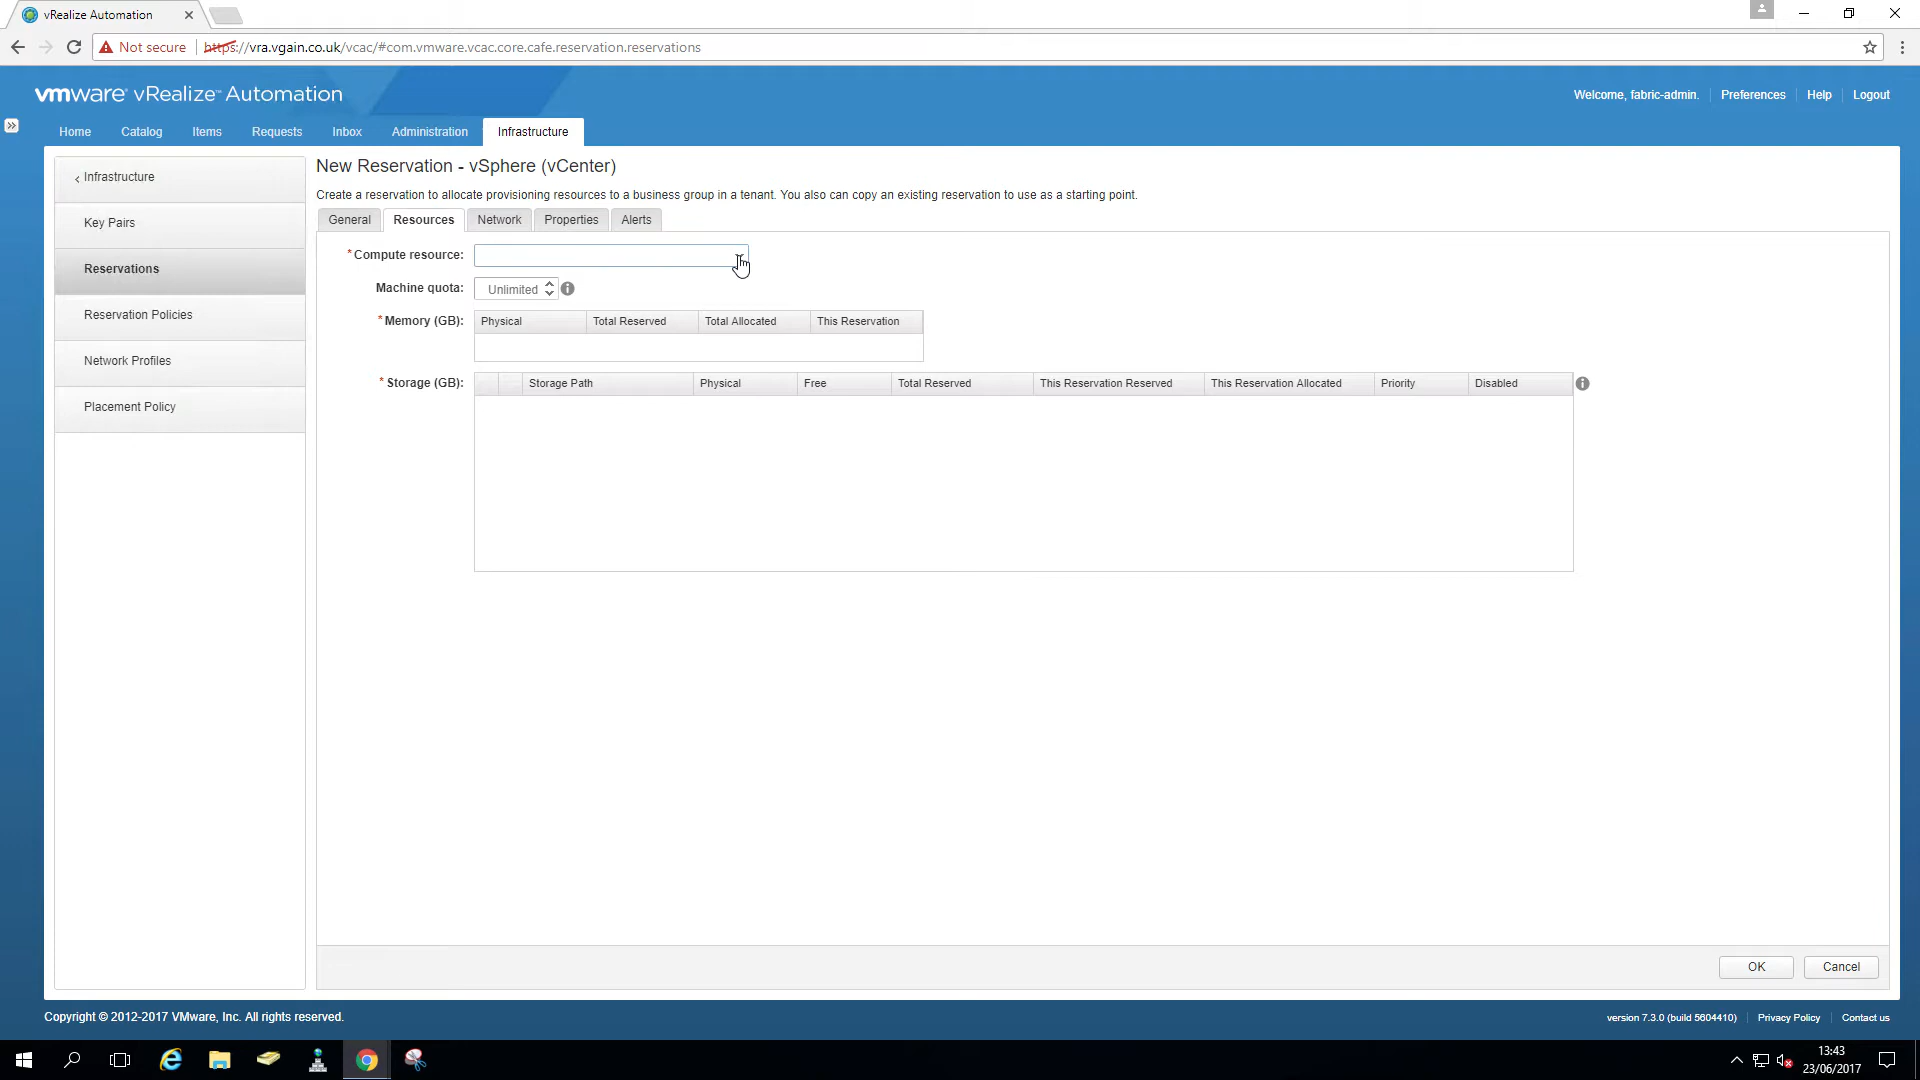 vRealize Automation
Not secure https://vra.vgain.co.uk/vcac/#com.vmware.vcac.core.cafe.reservation.reservations
vmware vRealize™ Automation
Welcome, fabric-admin. Preferences Help Logout
Home Catalog Items Requests Inbox Administration Infrastructure
Infrastructure
Key Pairs
Reservations
Reservation Policies
Network Profiles
Placement Policy
New Reservation - vSphere (vCenter)
Create a reservation to allocate provisioning resources to a business group in a tenant. You also can copy an existing reservation to use as a starting point.
General Resources Network Properties Alerts
* Compute resource:
Machine quota: Unlimited
* Memory (GB): Physical Total Reserved Total Allocated This Reservation
* Storage (GB): Storage Path Physical Free Total Reserved This Reservation Reserved This Reservation Allocated Priority Disabled
OK Cancel
Copyright © 2012-2017 VMware, Inc. All rights reserved.
version 7.3.0 (build 5604410) Privacy Policy Contact us
13:43
23/06/2017